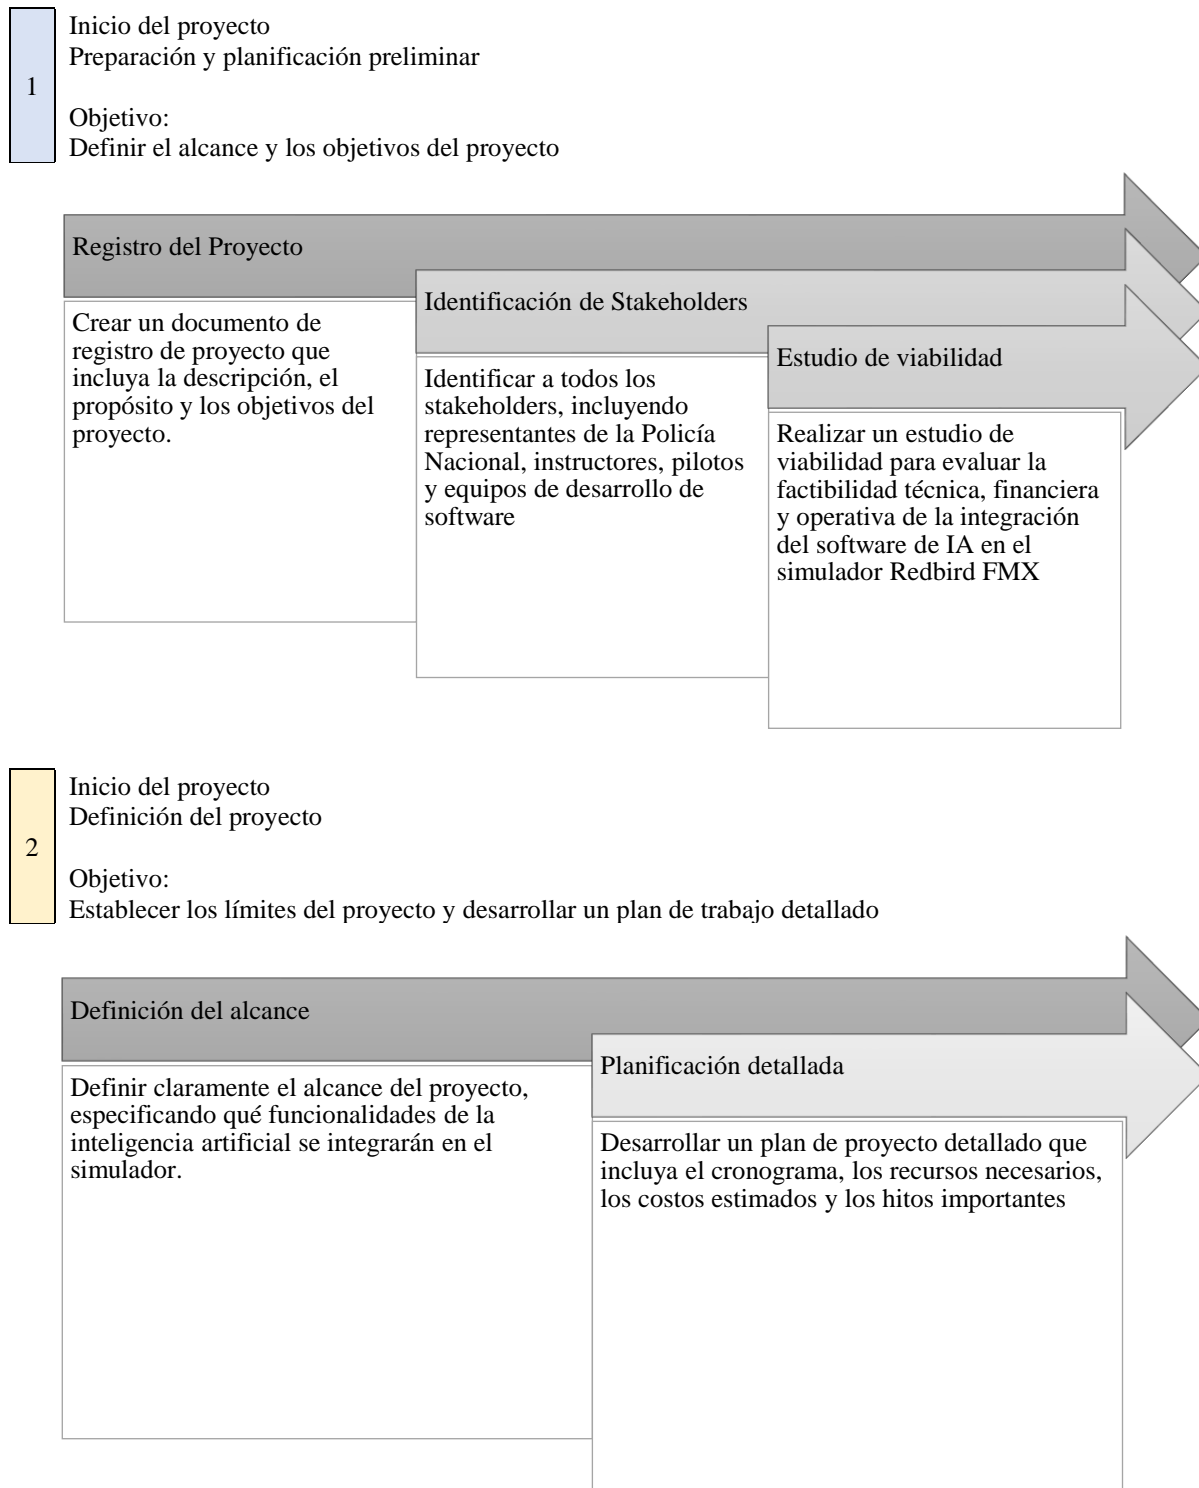 1
Inicio del proyecto
Preparación y planificación preliminar
Objetivo:
Definir el alcance y los objetivos del proyecto
Registro del Proyecto
Crear un documento de
registro de proyecto que
incluya la descripción, el
propósito y los objetivos del
proyecto.
Identificación de Stakeholders
Identificar a todos los
stakeholders, incluyendo
representantes de la Policía
Nacional, instructores, pilotos
y equipos de desarrollo de
software
Estudio de viabilidad
Realizar un estudio de
viabilidad para evaluar la
factibilidad técnica, financiera
y operativa de la integración
del software de IA en el
simulador Redbird FMX
2
Inicio del proyecto
Definición del proyecto
Objetivo:
Establecer los límites del proyecto y desarrollar un plan de trabajo detallado
Definición del alcance
Definir claramente el alcance del proyecto,
especificando qué funcionalidades de la
inteligencia artificial se integrarán en el
simulador.
Planificación detallada
Desarrollar un plan de proyecto detallado que
incluya el cronograma, los recursos necesarios,
los costos estimados y los hitos importantes